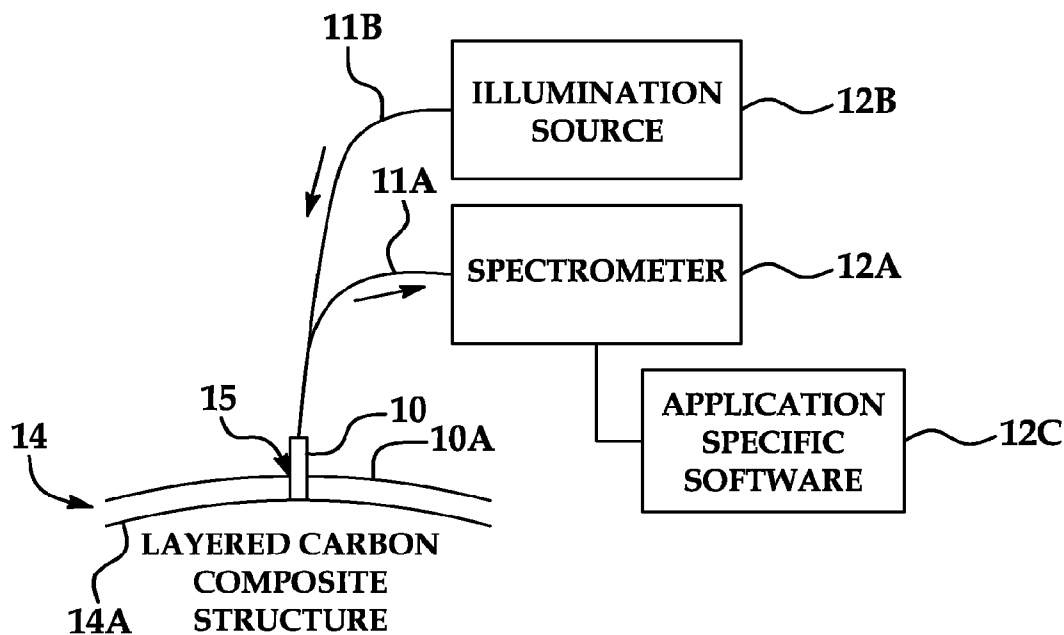 11B
ILLUMINATION
SOURCE
12B
11A
SPECTROMETER
12A
15
10
10A
14
APPLICATION
SPECIFIC
SOFTWARE
12C
LAYERED CARBON
COMPOSITE
STRUCTURE
14A